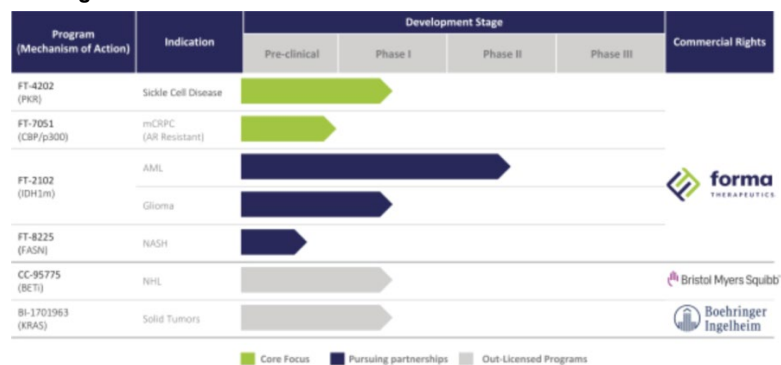 Program
(Mechanism of Action)
Indication
Development Stage
Pre-clinical
Phase I
Phase II
Phase III
Commercial Rights
FT-4202
(PKR)
Sickle Cell Disease
FT-7051
(CBP/p300)
mCRPC
(AR Resistant)
FT-2102
(IDH1m)
AML
Glioma
forma
THERAPEUTICS
FT-8225
(FASN)
NASH
CC-95775
(BETi)
NHL
Bristol Myers Squibb
BI-1701963
(KRAS)
Solid Tumors
Boehringer
Ingelheim
Core Focus
Pursuing partnerships
Out-Licensed Programs